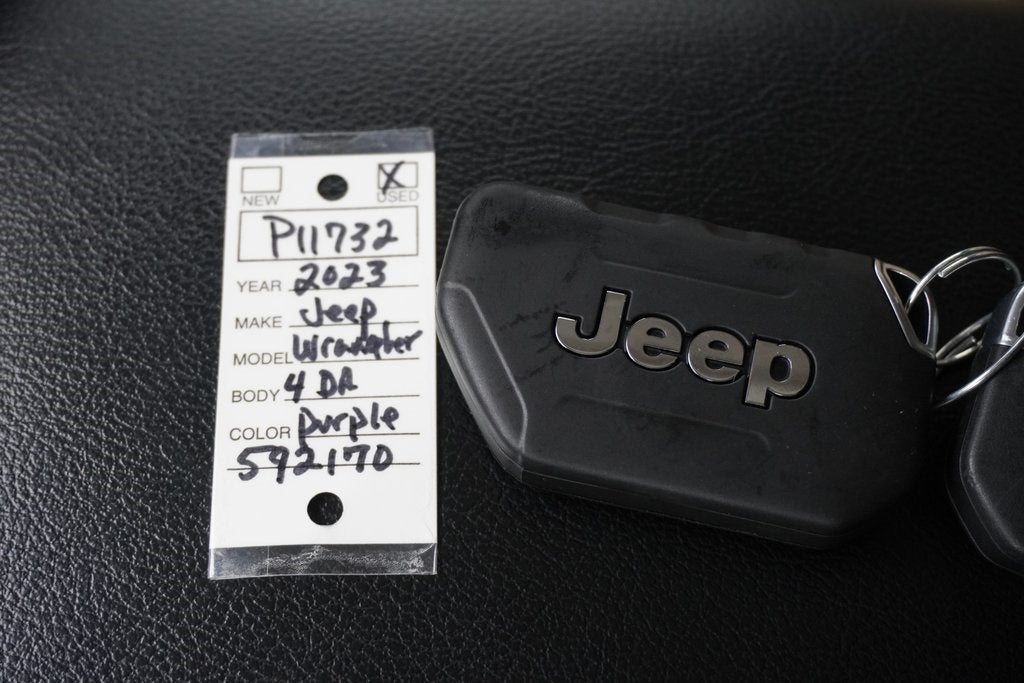 NEW
X
USED
P11732
YEAR 2023
MAKE Jeep
MODEL Wrangler
BODY 4 DR
COLOR Purple
592170
Jeep